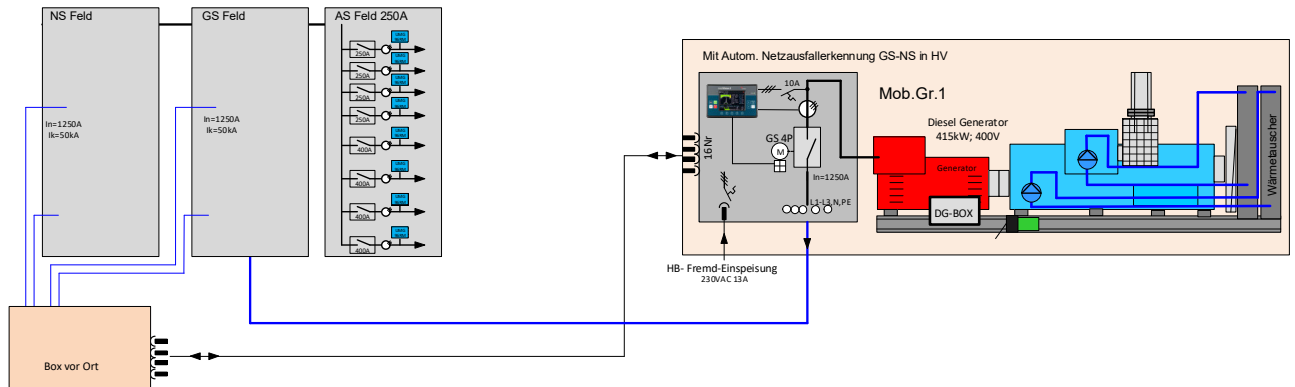 NS Feld
GS Feld
AS Feld 250A
In=1250A
Ik=50kA
In=1250A
Ik=50kA
250A
250A
250A
250A
400A
400A
400A
400A
Box vor Ort
Mit Autom. Netzausfallerkennung GS-NS in HV
10A
16Nr
GS 4P
M
In=1250A
L1-L3,N,PE
HB- Fremd-Einspeisung
230VAC 13A
Mob.Gr.1
Diesel Generator
415kW; 400V
Generator
DG-BOX
Wärmetauscher